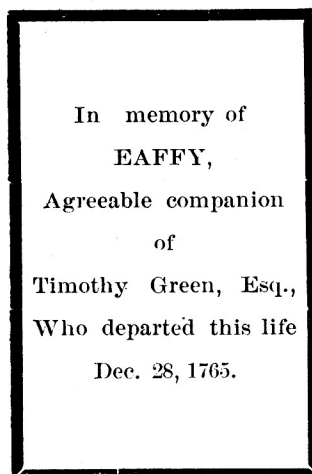 In memory of
EAFFY,
Agreeable companion
of
Timothy Green, Esq.,
Who departed this life
Dec. 28, 1765.